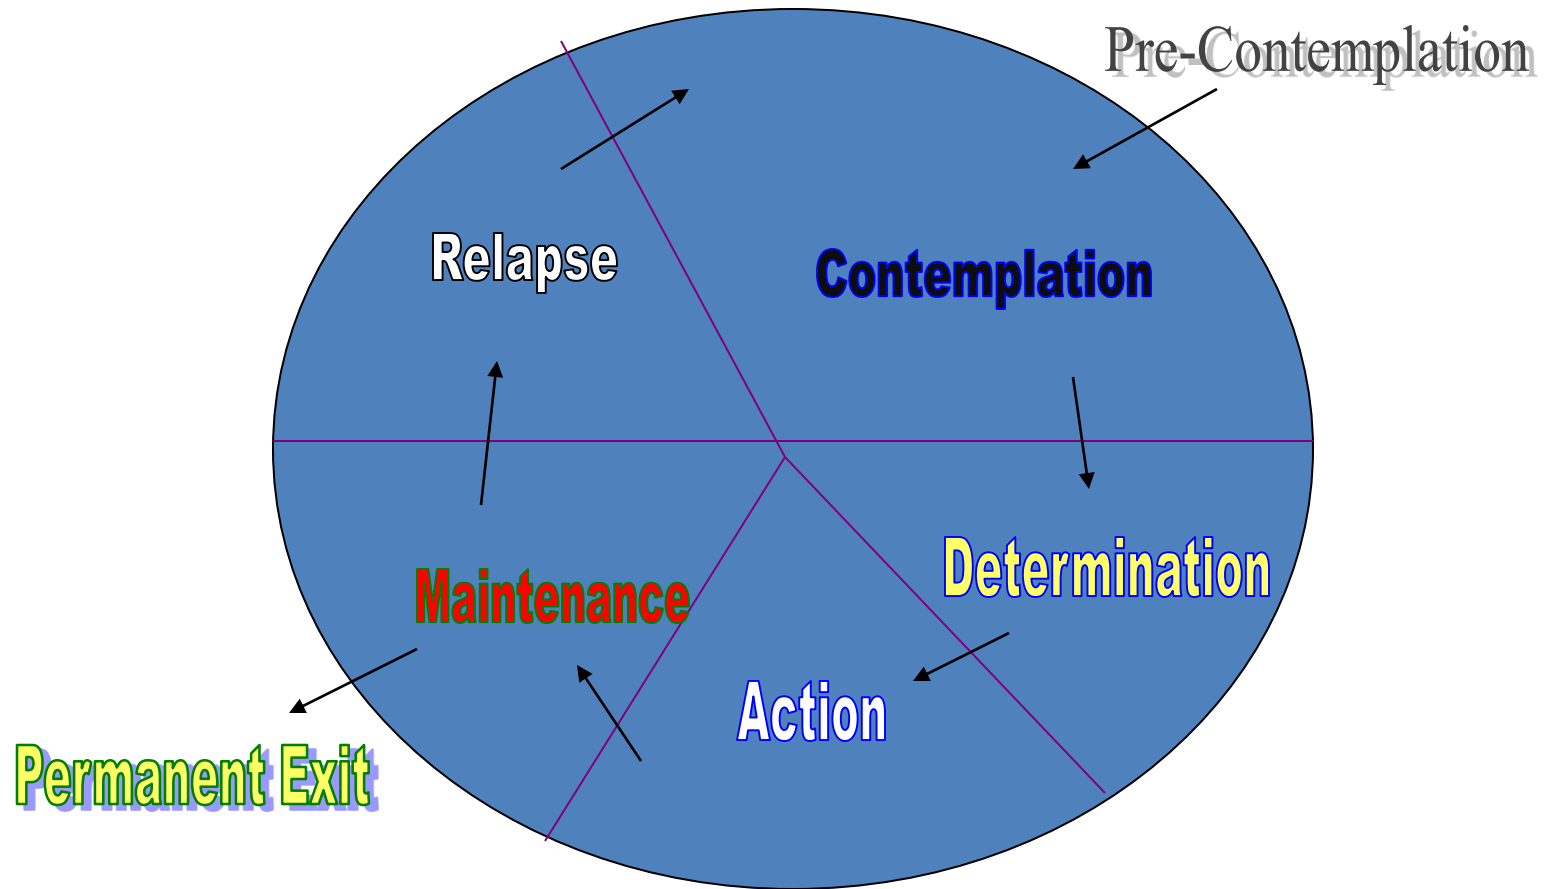 Pre-Contemplation
Relapse
Contemplation
Determination
Maintenance
Action
Permanent Exit